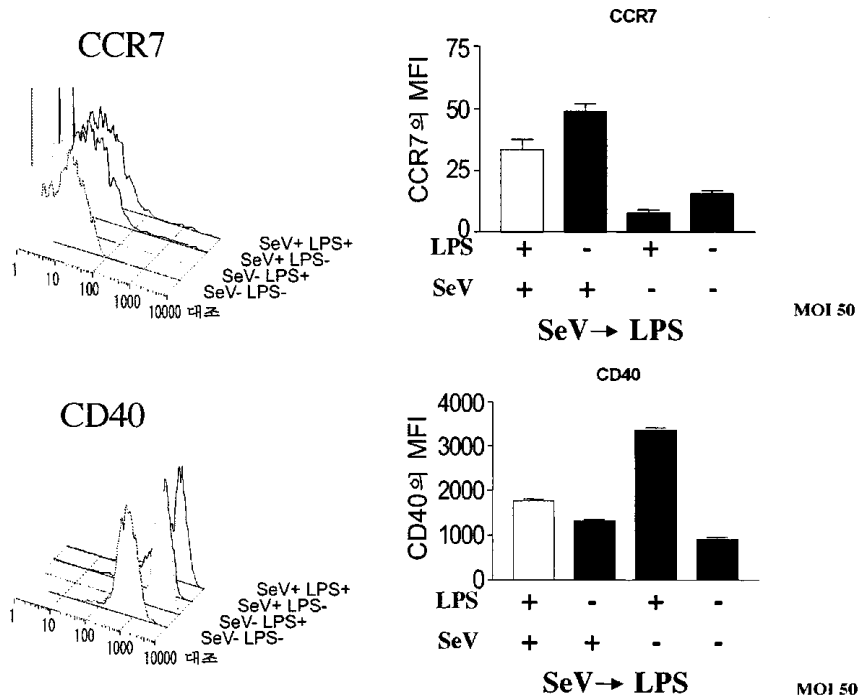 CCR7
SeV+ LPS+
SeV+ LPS-
SeV- LPS+
SeV- LPS-
대조
1
10
100
1000
10000
CCR7
CCR7의 MFI
75
50
25
0
LPS + - + -
SeV + + - -
SeV→ LPS
MOI 50
CD40
SeV+ LPS+
SeV+ LPS-
SeV- LPS+
SeV- LPS-
대조
1
10
100
1000
10000
CD40
CD40의 MFI
4000
3000
2000
1000
0
LPS + - + -
SeV + + - -
SeV→ LPS
MOI 50